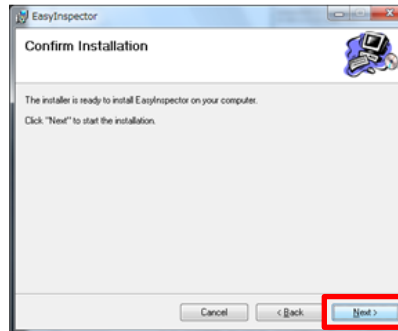 EasyInspector
Confirm Installation
The installer is ready to install EasyInspector on your computer.
Click "Next" to start the installation.
Cancel
< Back
Next >